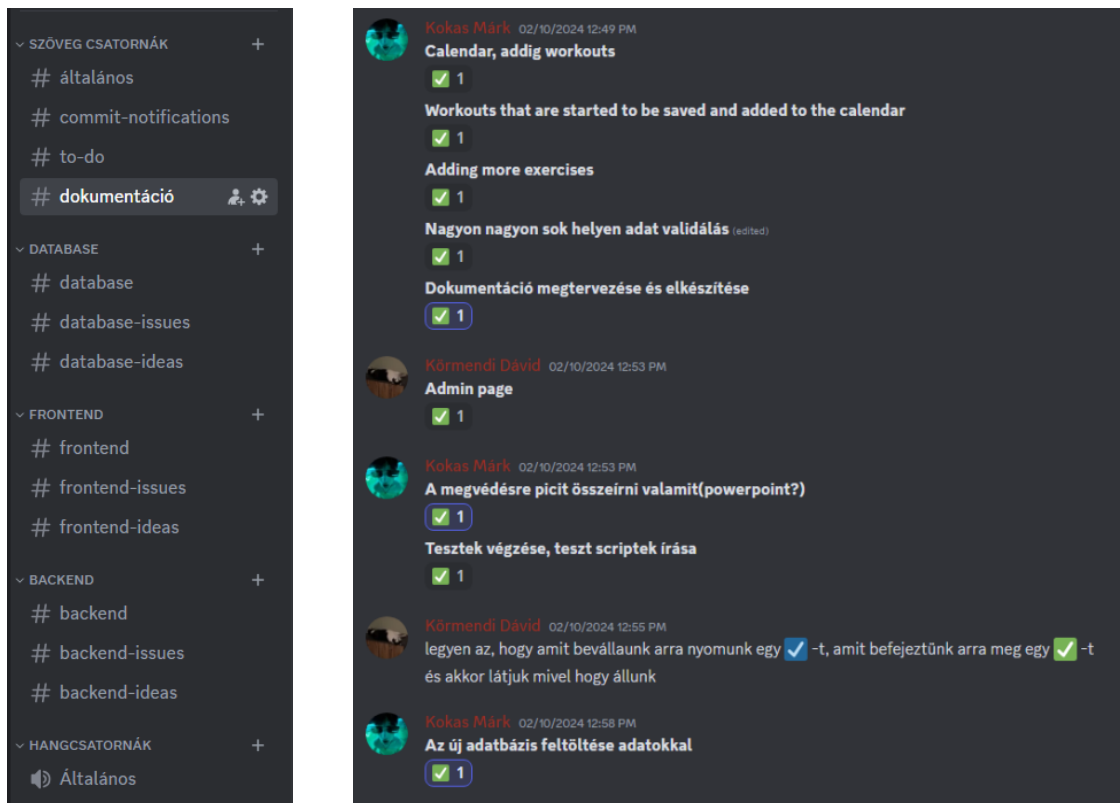 SZÖVEG CSATORNÁK
# általános
# commit-notifications
# to-do
# dokumentáció
DATABASE
# database
# database-issues
# database-ideas
FRONTEND
# frontend
# frontend-issues
# frontend-ideas
BACKEND
# backend
# backend-issues
# backend-ideas
HANGCSATORNÁK
Általános
Kokas Márk 02/10/2024 12:49 PM
Calendar, addig workouts
✅ 1
Workouts that are started to be saved and added to the calendar
✅ 1
Adding more exercises
✅ 1
Nagyon nagyon sok helyen adat validálás (edited)
✅ 1
Dokumentáció megtervezése és elkészítése
✅ 1
Körmendi Dávid 02/10/2024 12:53 PM
Admin page
✅ 1
Kokas Márk 02/10/2024 12:53 PM
A megvédésre picit összeírni valamit(powerpoint?)
✅ 1
Tesztek végzése, teszt scriptek írása
✅ 1
Körmendi Dávid 02/10/2024 12:55 PM
legyen az, hogy amit bevállaunk arra nyomunk egy ☑️ -t, amit befejeztünk arra meg egy ✅ -t
és akkor látjuk mivel hogy állunk
Kokas Márk 02/10/2024 12:58 PM
Az új adatbázis feltöltése adatokkal
✅ 1